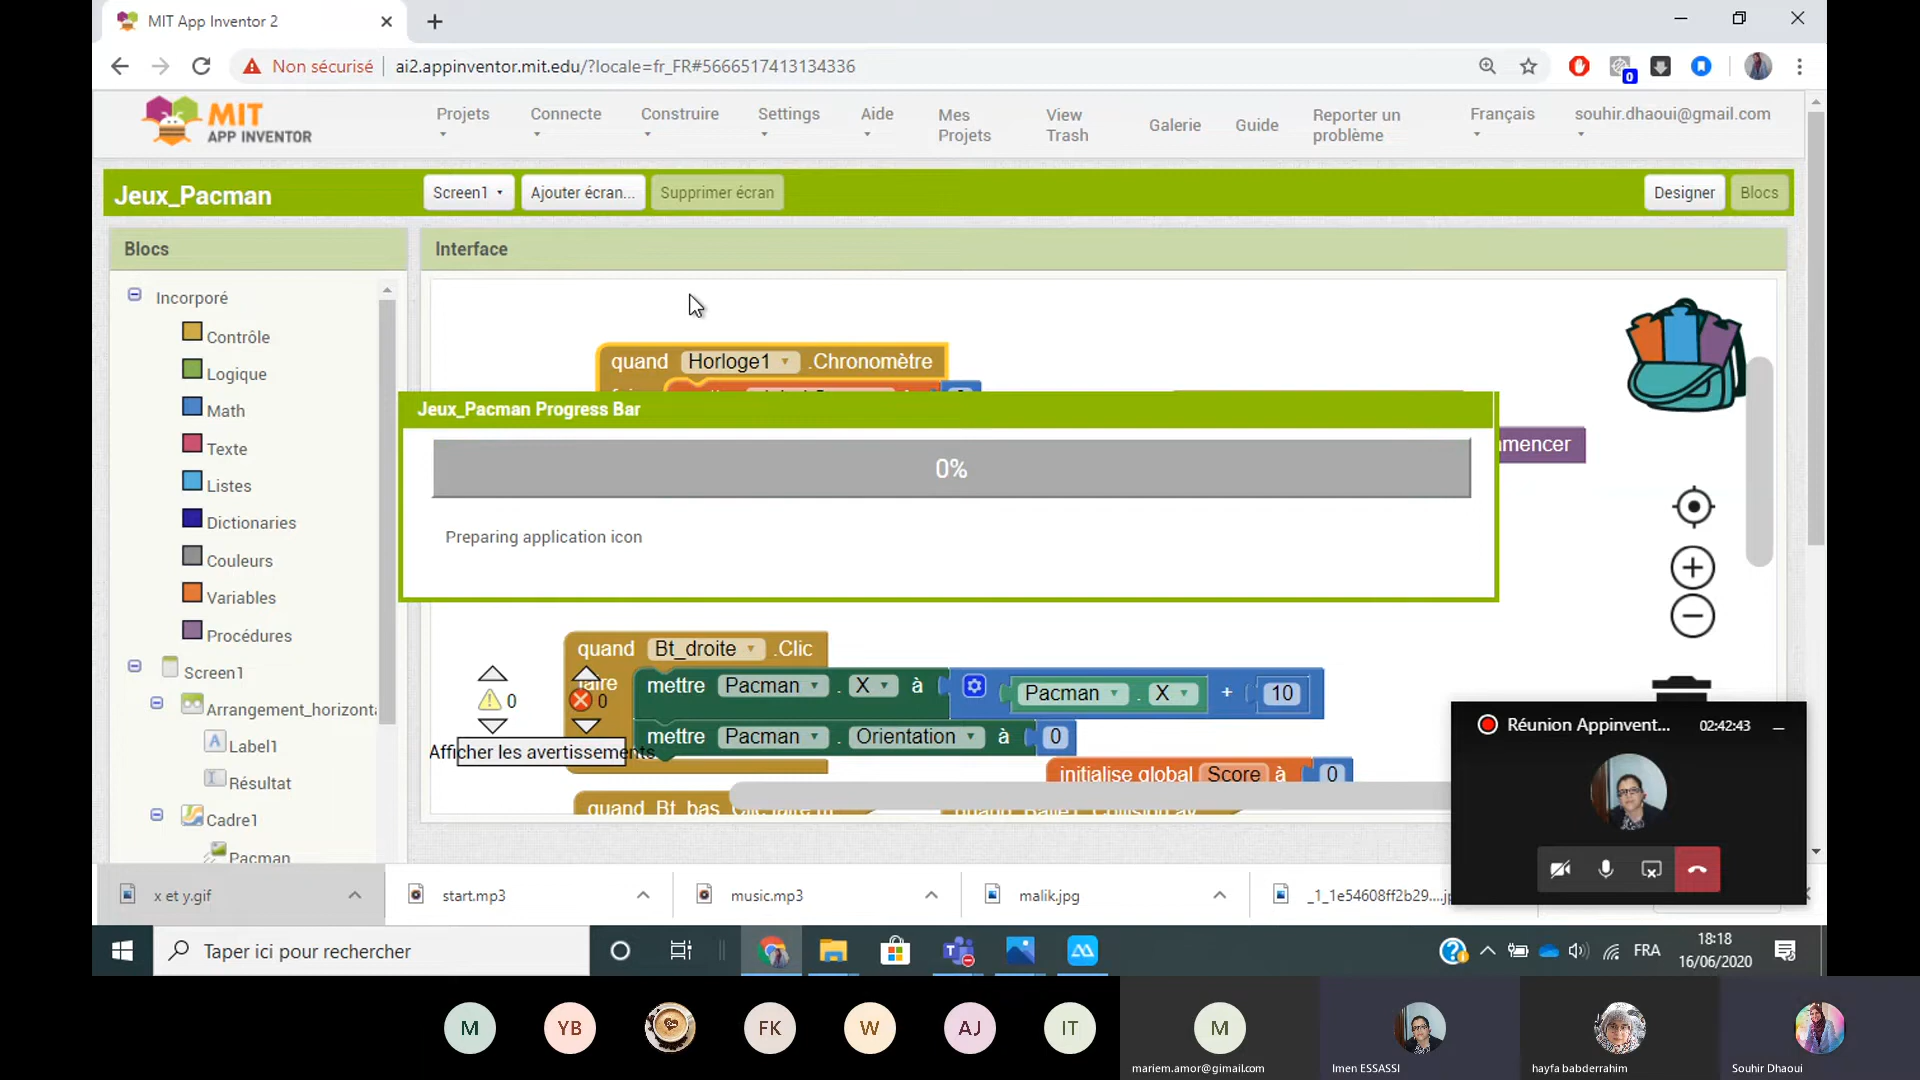 MIT App Inventor 2
Non sécurisé
ai2.appinventor.mit.edu/?locale=fr_FR#5666517413134336
0
MIT
APP INVENTOR
Projets
Connecte
Construire
Settings
Aide
Mes
Projets
View
Trash
Galerie
Guide
Reporter un
problème
Français
souhir.dhaoui@gmail.com
Jeux_Pacman
Screen1
Ajouter écran...
Supprimer écran
Designer
Blocs
Blocs
Interface
Incorporé
Contrôle
Logique
Math
Texte
Listes
Dictionaries
Couleurs
Variables
Procédures
Screen1
Arrangement_horizonta
A Label1
Résultat
Cadre1
Pacman
quand Horloge1 .Chronomètre
mencer
Jeux_Pacman Progress Bar
0%
Preparing application icon
quand Bt_droite .Clic
faire
mettre Pacman . X à Pacman . X + 10
mettre Pacman . Orientation à 0
0
0
Afficher les avertissements
initialise global Score à 0
quand Bt_bas
Réunion Appinvent...
02:42:43
x et y.gif
start.mp3
music.mp3
malik.jpg
_1_1e54608ff2b29....jp
Taper ici pour rechercher
FRA
18:18
16/06/2020
M
YB
FK
W
AJ
IT
M
mariem.amor@gimail.com
Imen ESSASSI
hayfa babderrahim
Souhir Dhaoui